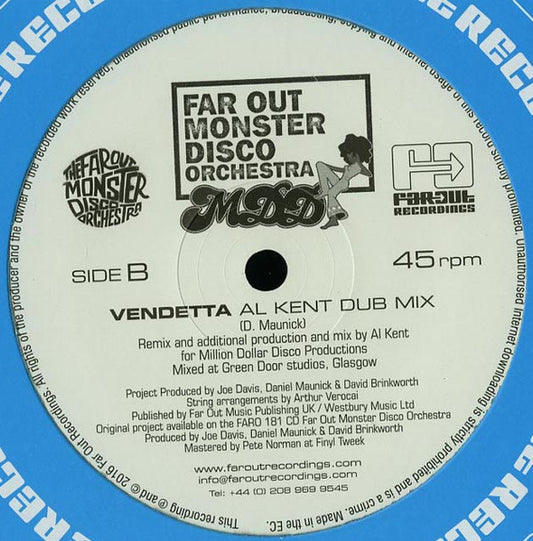 FAR OUT
MONSTER
DISCO
ORCHESTRA
MDD
THE FAR OUT
MONSTER
DISCO
ORCHESTRA
FAR OUT
RECORDINGS
SIDE B
45 rpm
VENDETTA AL KENT DUB MIX
(D. Maunick)
Remix and additional production and mix by Al Kent
for Million Dollar Disco Productions
Mixed at Green Door studios, Glasgow
Project Produced by Joe Davis, Daniel Maunick & David Brinkworth
String arrangements by Arthur Verocai
Published by Far Out Music Publishing UK / Westbury Music Ltd
Original project available on the FARO 181 CD Far Out Monster Disco Orchestra
Produced by Joe Davis, Daniel Maunick & David Brinkworth
Mastered by Pete Norman at Finyl Tweek
www.faroutrecordings.com
info@faroutrecordings.com
Tel: +44 (0) 208 969 9545
This recording ℗ and © 2016 Far Out Recordings. All rights of the producer and the owner of the recorded work reserved, unauthorised public performance, broadcasting, copying and internet usage of this record strictly prohibited. Unauthorised internet downloading is strictly prohibited and is a crime. Made in the EC.